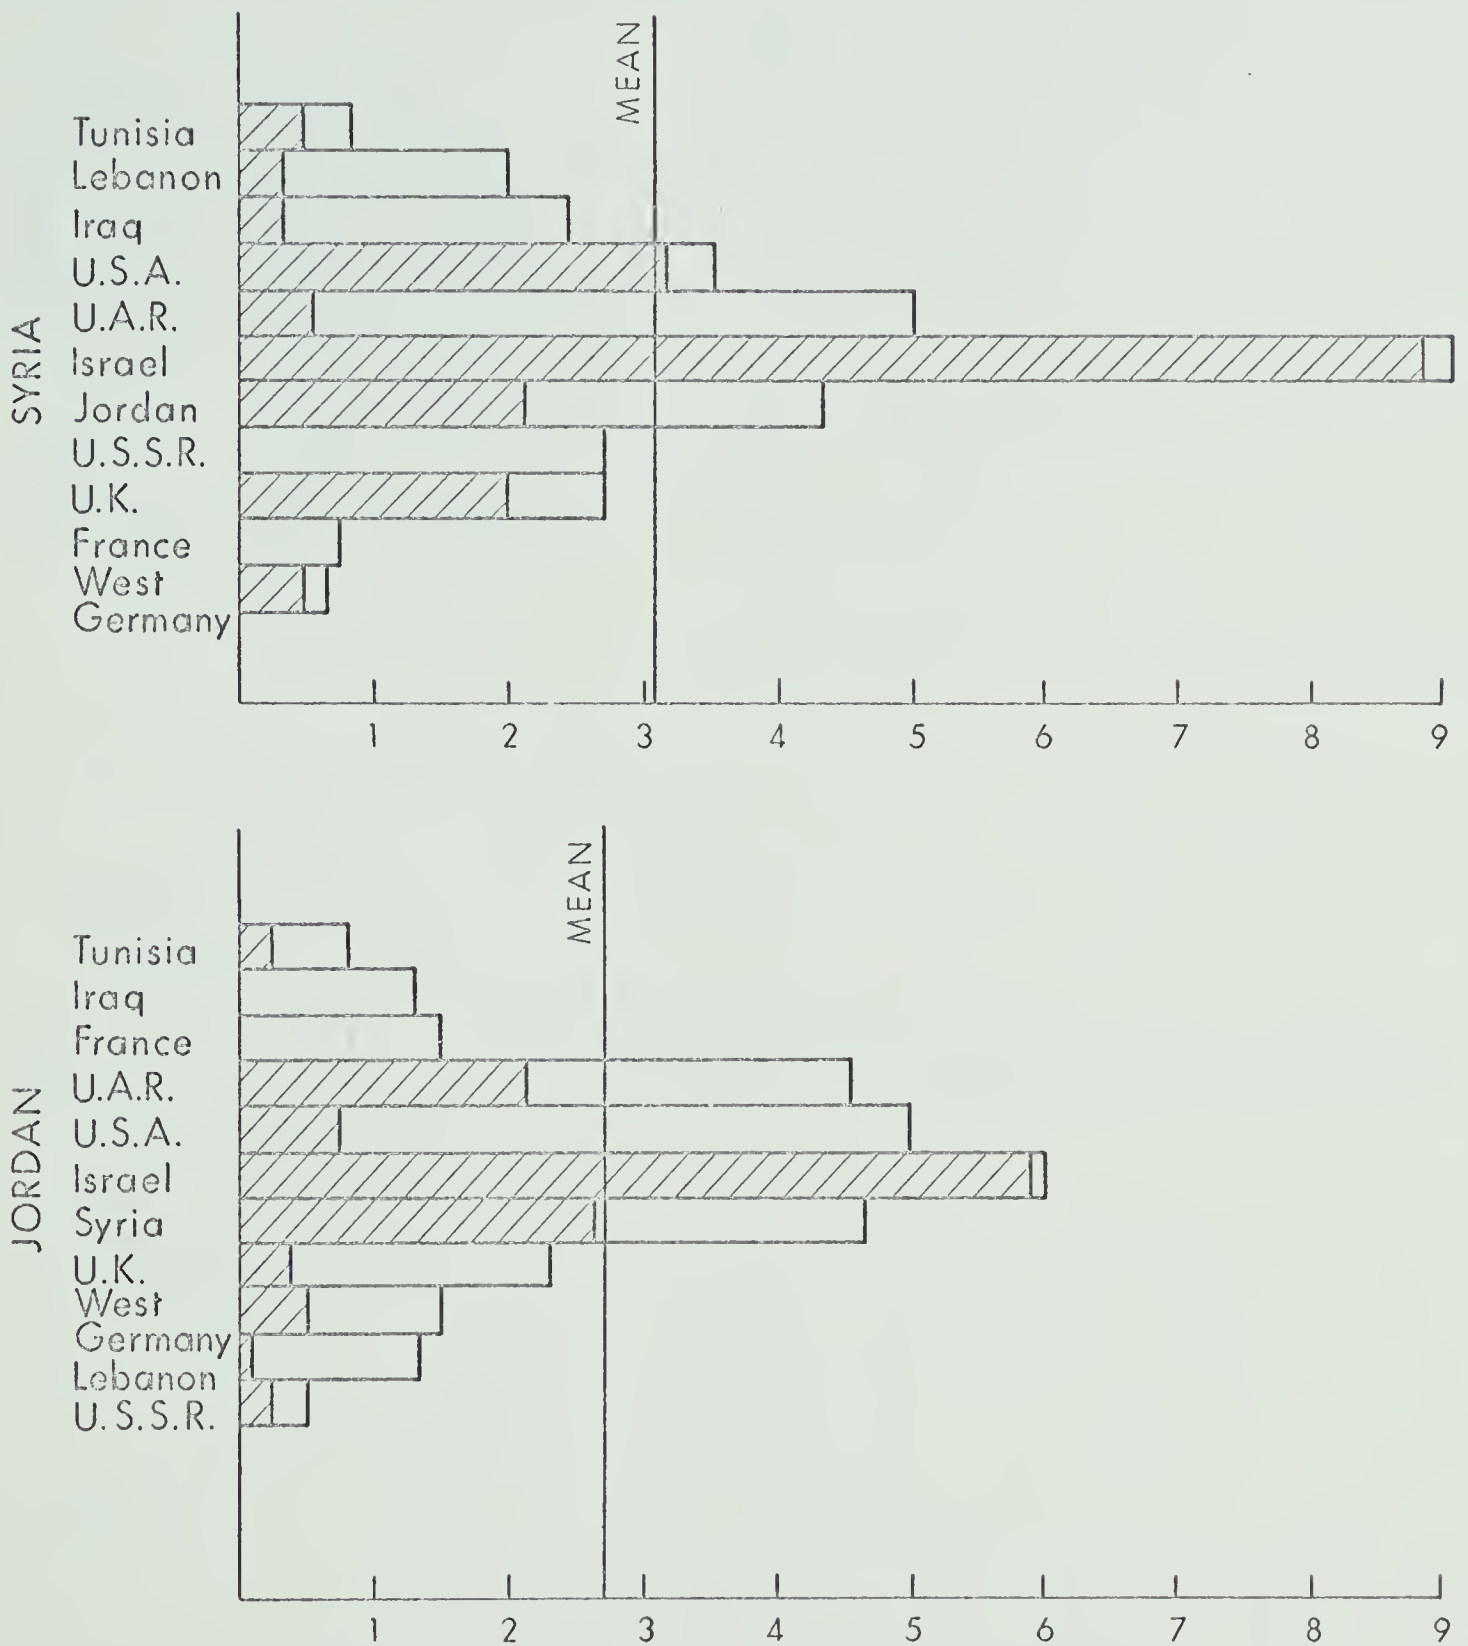 MEAN
SYRIA
Tunisia
Lebanon
Iraq
U.S.A.
U.A.R.
Israel
Jordan
U.S.S.R.
U.K.
France
West
Germany
1 2 3 4 5 6 7 8 9
MEAN
JORDAN
Tunisia
Iraq
France
U.A.R.
U.S.A.
Israel
Syria
U.K.
West
Germany
Lebanon
U.S.S.R.
1 2 3 4 5 6 7 8 9